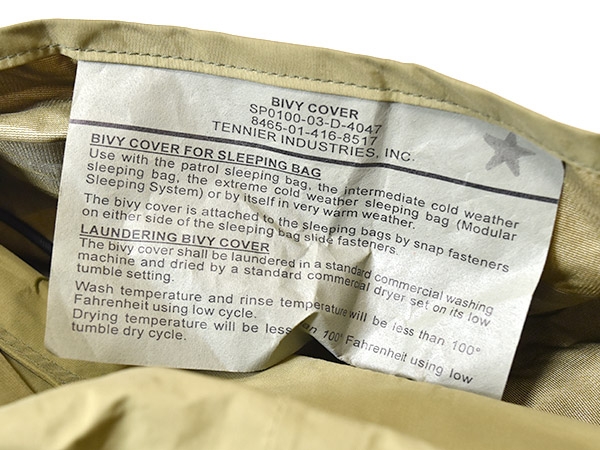 BIVY COVER
SP0100-03-D-4047
8465-01-416-8517
TENNIER INDUSTRIES, INC.
BIVY COVER FOR SLEEPING BAG
Use with the patrol sleeping bag, the intermediate cold weather
sleeping bag, the extreme cold weather sleeping bag (Modular
Sleeping System) or by itself in very warm weather.
The bivy cover is attached to the sleeping bags by snap fasteners
on either side of the sleeping bag slide fasteners.
LAUNDERING BIVY COVER
The bivy cover shall be laundered in a standard commercial washing
machine and dried by a standard commercial dryer set on its low
tumble setting.
Wash temperature and rinse temperature will be less than 100°
Fahrenheit using low cycle.
Drying temperature will be less than 100° Fahrenheit using low
tumble dry cycle.